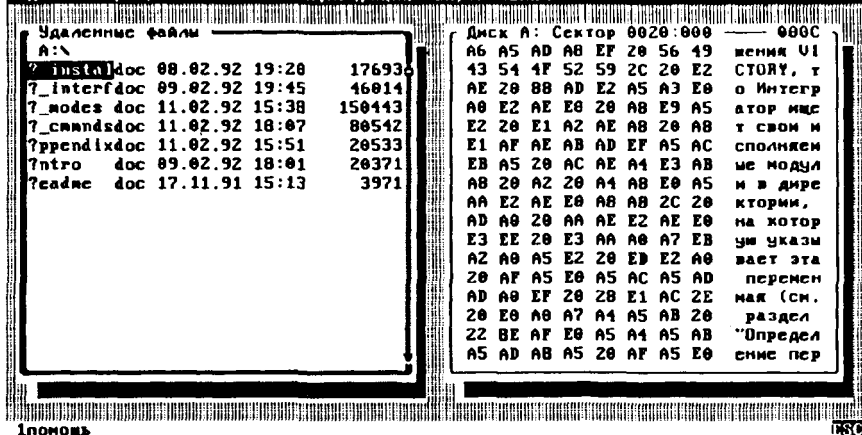 Удаленные файлы
A:\
?_instaldoc 08.02.92 19:20 17693
?_interfdoc 09.02.92 19:45 46014
?_modes doc 11.02.92 15:38 150443
?_cmmndsdoc 11.02.92 18:07 80542
?ppendixdoc 11.02.92 15:51 20533
?ntro doc 09.02.92 18:01 20371
?eadme doc 17.11.91 15:13 3971
Диск A: Сектор 0020:000 000C
A6 A5 AD A8 EF 20 56 49 жения VI
43 54 4F 52 59 2C 20 E2 CTORY, т
AE 20 88 AD E2 A5 A3 E0 о Интегр
A0 E2 AE E0 20 A8 E9 A5 атор ище
E2 20 E1 A2 AE A8 20 A8 т свои и
E1 AF AE AB AD EF A5 AC сполняем
EB A5 20 AC AE A4 E3 AB ые модул
A8 20 A2 20 A4 A8 E0 A5 и в дире
AA E2 AE E0 A8 A8 2C 20 ктории,
AD A0 20 AA AE E2 AE E0 на котор
E3 EE 20 E3 AA A0 A7 EB ую указы
A2 A0 A5 E2 20 ED E2 A0 вает эта
20 AF A5 E0 A5 AC A5 AD перемен
AD A0 EF 20 28 E1 AC 2E ная (см.
20 E0 A0 A7 A4 A5 AB 20 раздел
22 8E AF E0 A5 A4 A5 AB "Определ
A5 AD A8 A5 20 AF A5 E0 ение пер
1помощь ESC